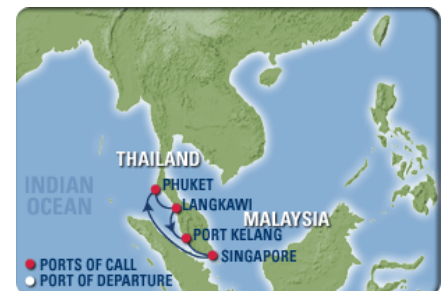 THAILAND
PHUKET
INDIAN
OCEAN
LANGKAWI
MALAYSIA
PORT KELANG
SINGAPORE
PORTS OF CALL
PORT OF DEPARTURE